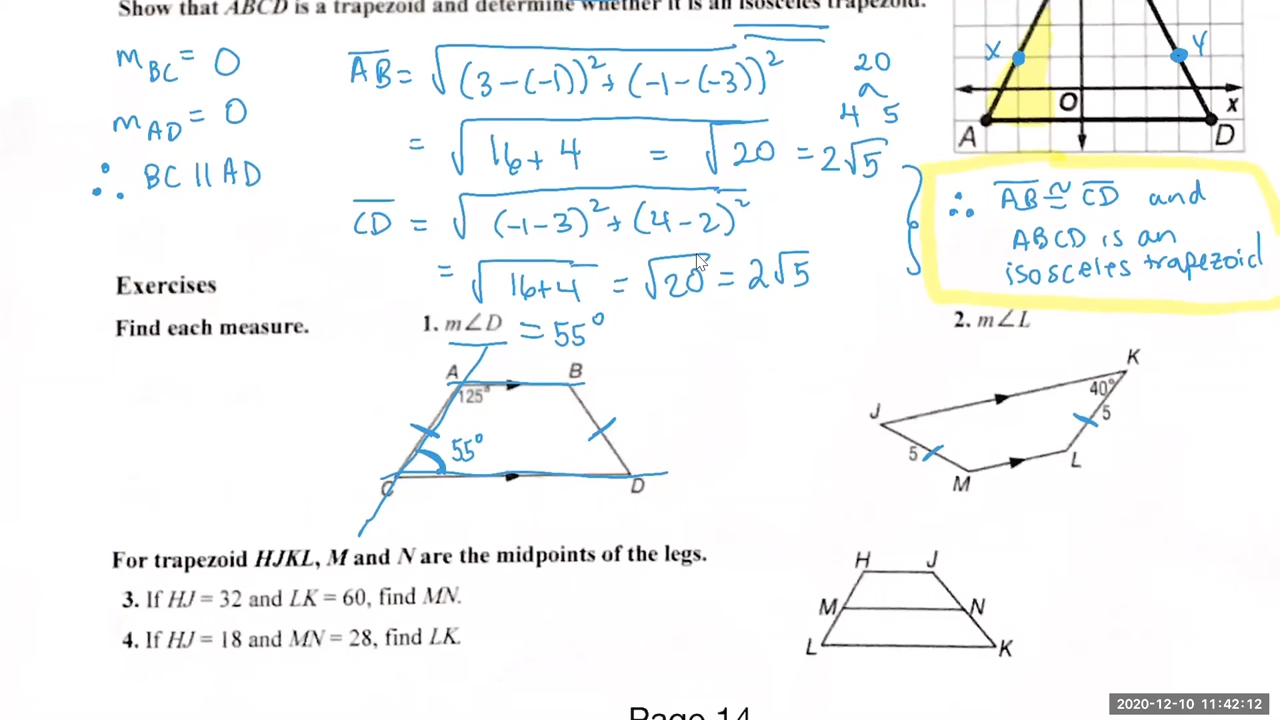 Show that ABCD is a trapezoid and determine whether it is an isosceles trapezoid.
m_BC = 0
m_AD = 0
∴ BC || AD
AB = √(3-(-1))² + (-1-(-3))²
= √16 + 4 = √20 = 2√5
20
4 5
CD = √(-1-3)² + (4-2)²
= √16+4 = √20 = 2√5
X
Y
O
x
A
D
∴ AB ≅ CD and
ABCD is an
isosceles trapezoid
Exercises
Find each measure.
1. m∠D = 55°
A
B
125°
55°
C
D
2. m∠L
K
40°
J
5
5
L
M
For trapezoid HJKL, M and N are the midpoints of the legs.
3. If HJ = 32 and LK = 60, find MN.
4. If HJ = 18 and MN = 28, find LK.
H
J
M
N
L
K
Page 14
2020-12-10 11:42:12